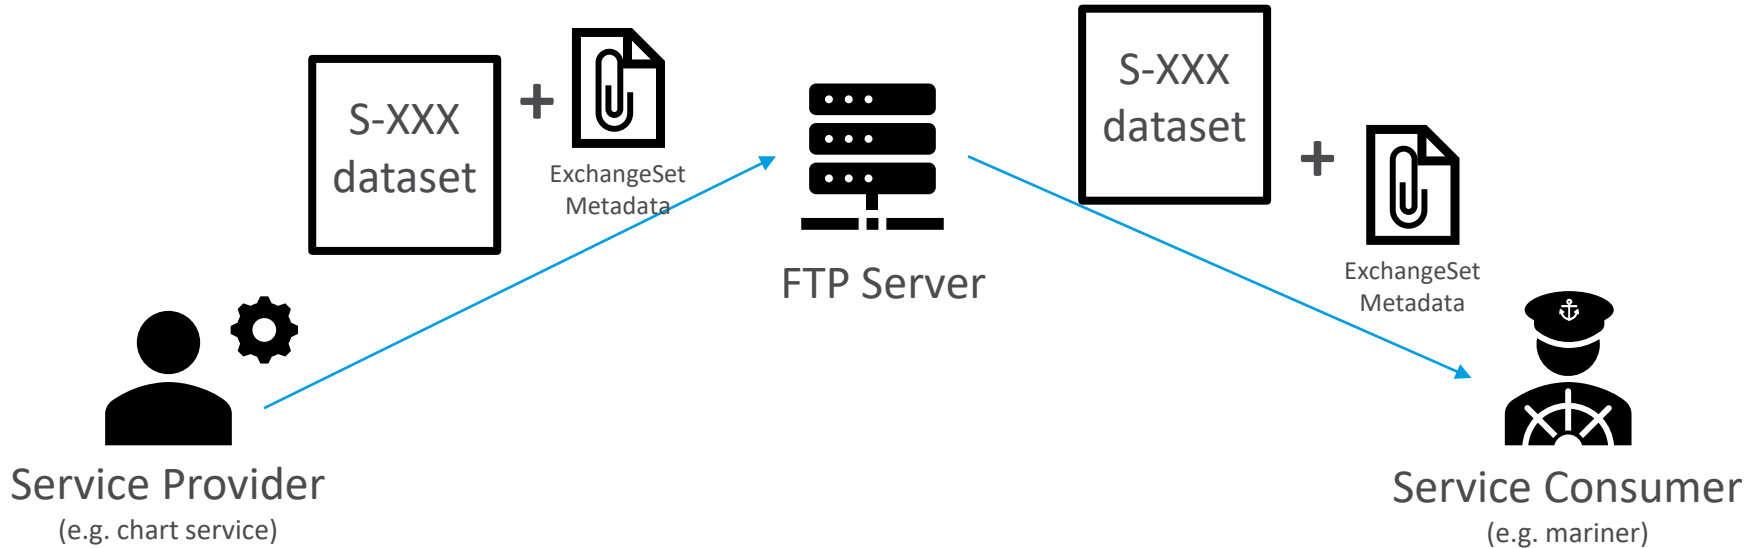 S-XXX
dataset
+
ExchangeSet
Metadata
FTP Server
S-XXX
dataset
+
ExchangeSet
Metadata
Service Provider
(e.g. chart service)
Service Consumer
(e.g. mariner)